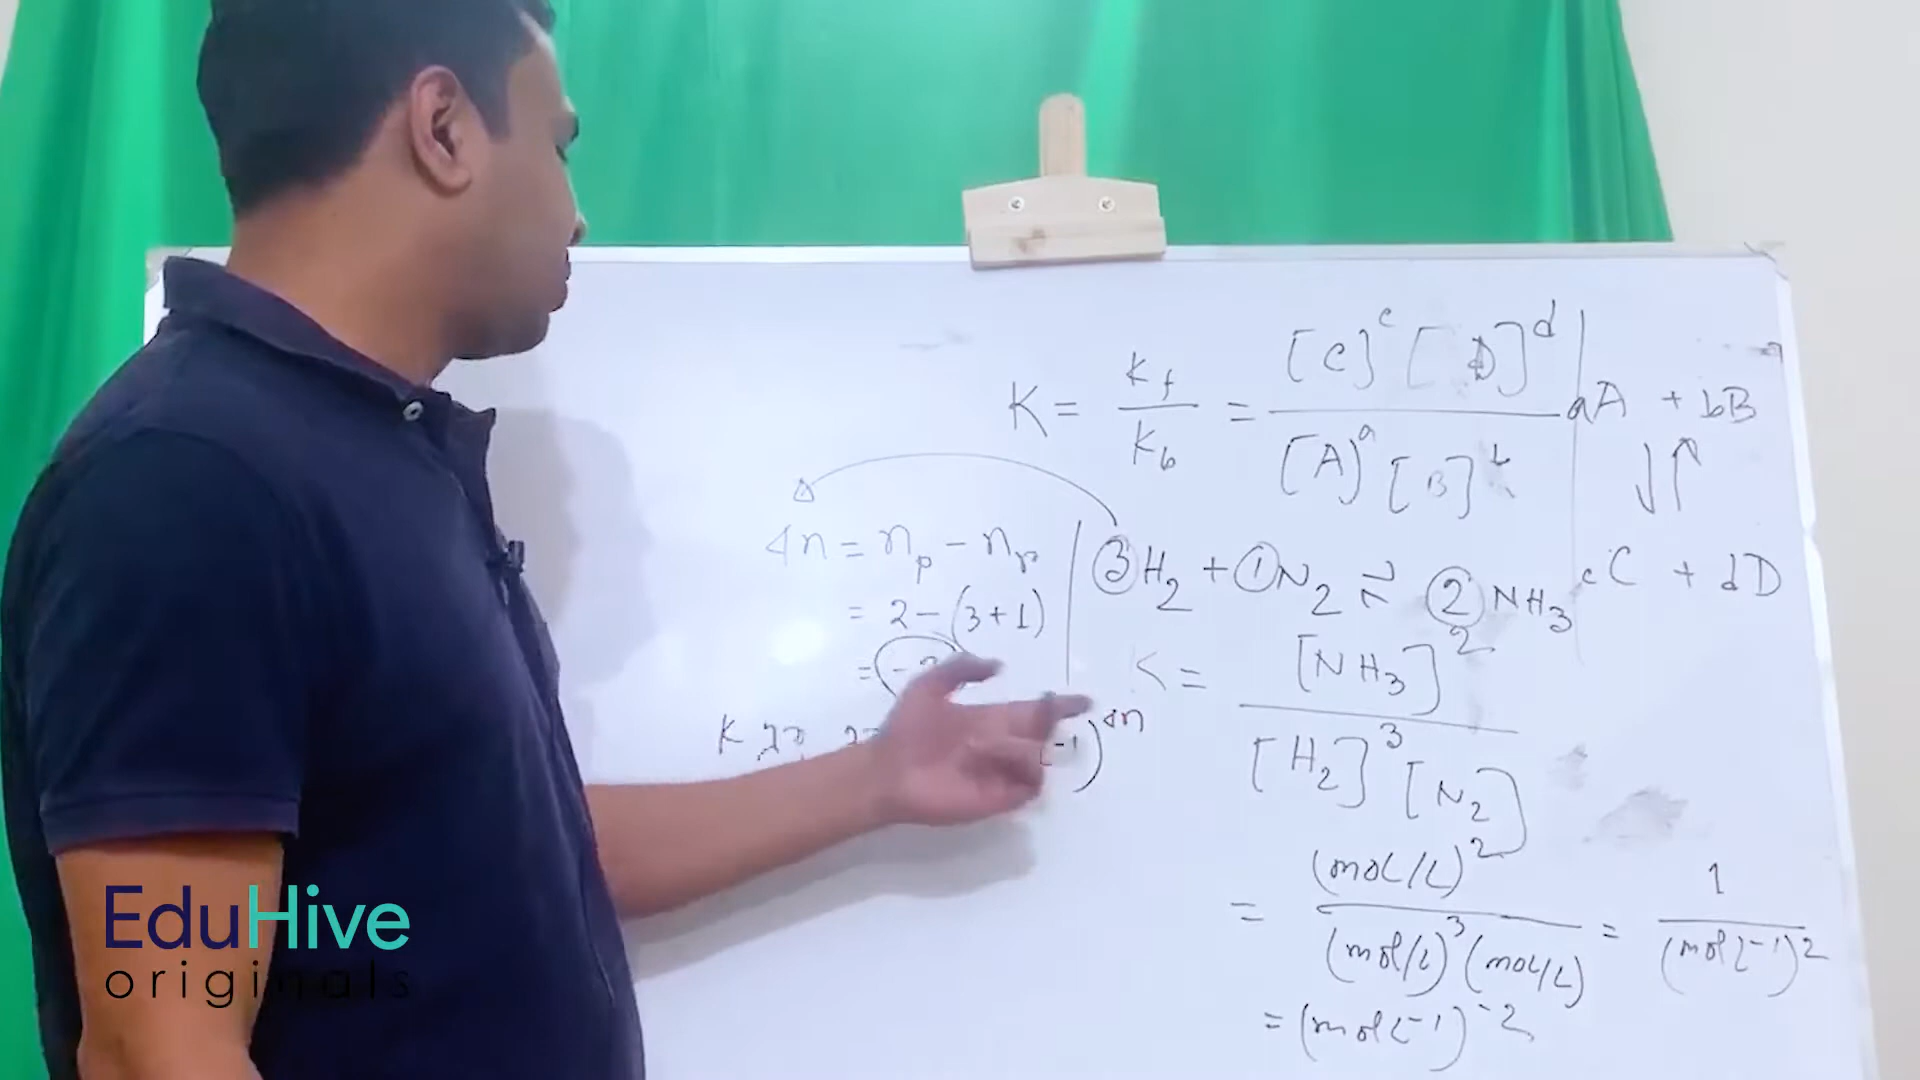 K = kf/kb = [C]^c [D]^d / [A]^a [B]^b
aA + bB
⇃↾
cC + dD
Δn = np − nr
= 2 − (3+1)
=
K
-1)^Δn
3H2 + 1N2 ⇌ 2NH3
K = [NH3]^2 / [H2]^3 [N2]
= (mol/L)^2 / (mol/L)^3 (mol/L) = 1 / (mol L^-1)^2
= (mol L^-1)^-2
EduHive
originals